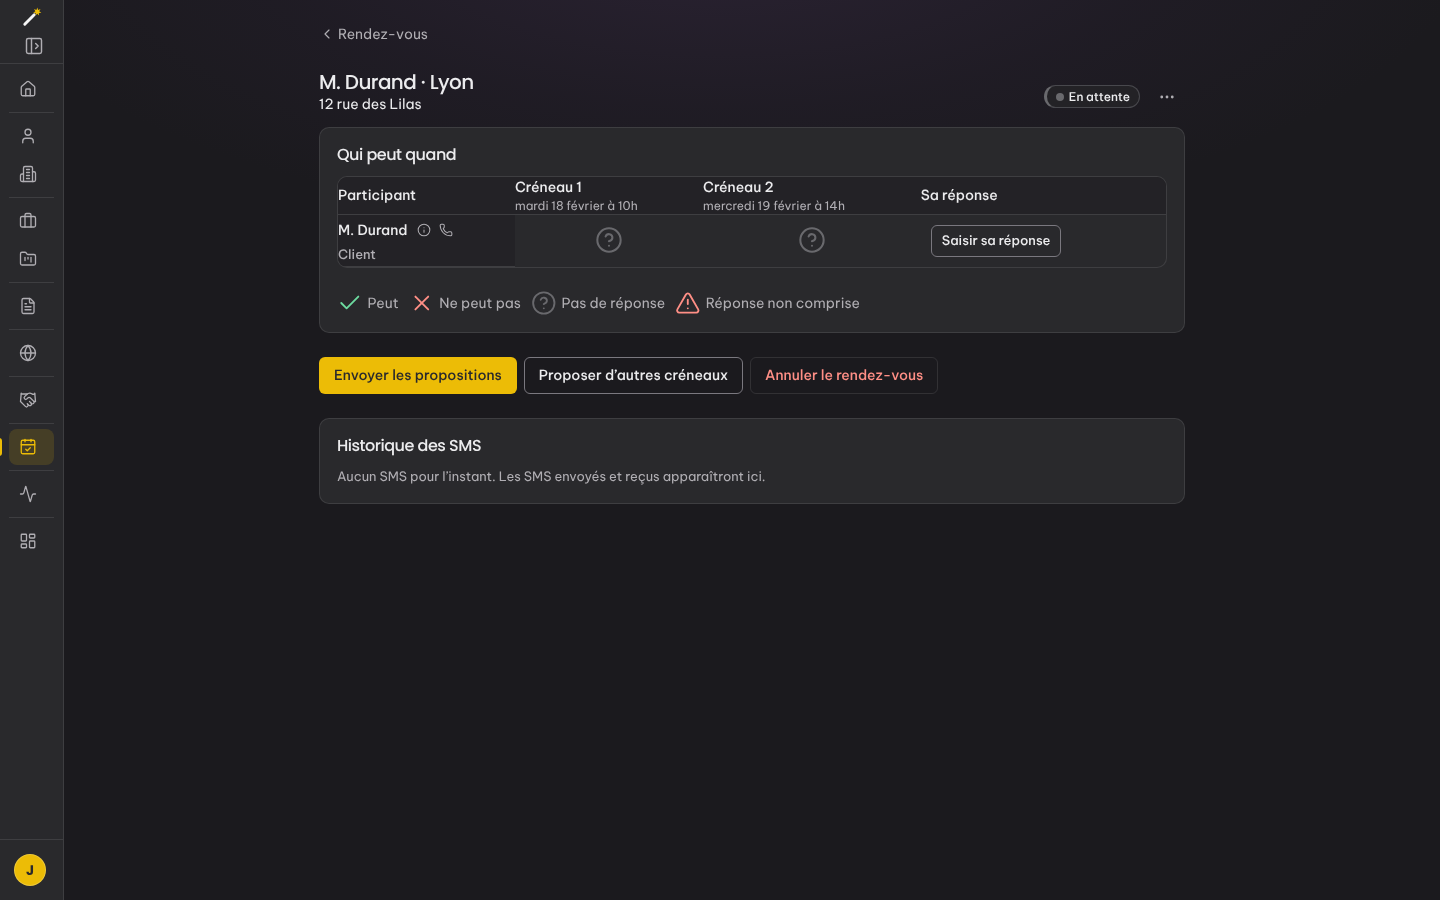 Rendez-vous
M. Durand · Lyon
12 rue des Lilas
En attente
Qui peut quand
Participant
Créneau 1
mardi 18 février à 10h
Créneau 2
mercredi 19 février à 14h
Sa réponse
M. Durand
Client
Saisir sa réponse
Peut
Ne peut pas
Pas de réponse
Réponse non comprise
Envoyer les propositions
Proposer d’autres créneaux
Annuler le rendez-vous
Historique des SMS
Aucun SMS pour l’instant. Les SMS envoyés et reçus apparaîtront ici.
J